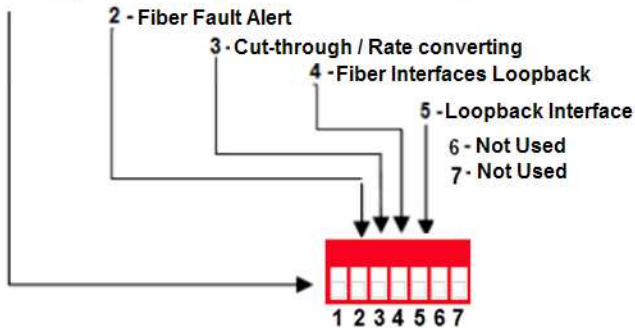 2 - Fiber Fault Alert
3 - Cut-through / Rate converting
4 - Fiber Interfaces Loopback
5 - Loopback Interface
6 - Not Used
7 - Not Used
1 2 3 4 5 6 7